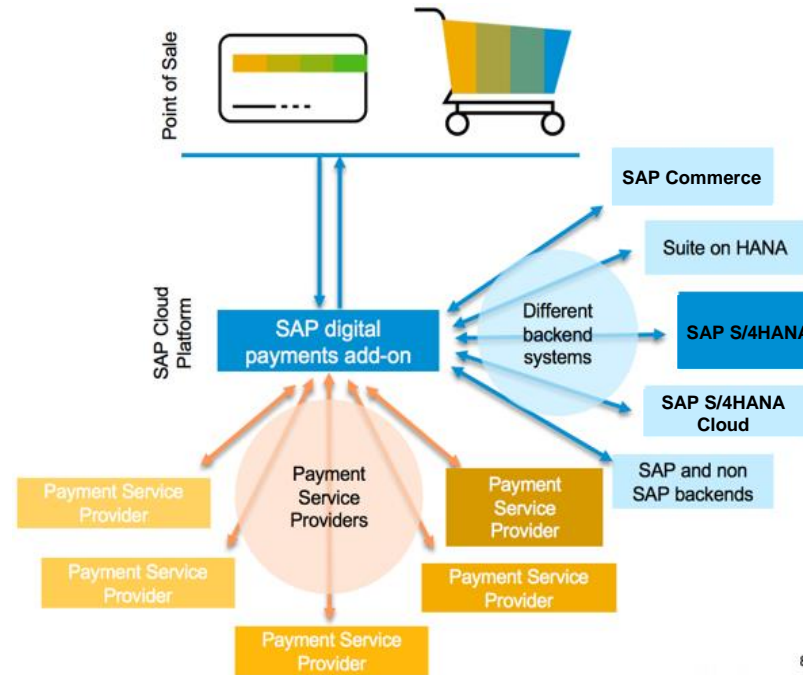 Point of Sale
SAP Commerce
Suite on HANA
SAP Cloud
Platform
SAP digital
payments add-on
Different
backend
systems
SAP S/4HANA
SAP S/4HANA
Cloud
SAP and non
SAP backends
Payment
Service
Providers
Payment Service
Provider
Payment
Service
Provider
Payment Service
Provider
Payment Service
Provider
Payment Service
Provider
8